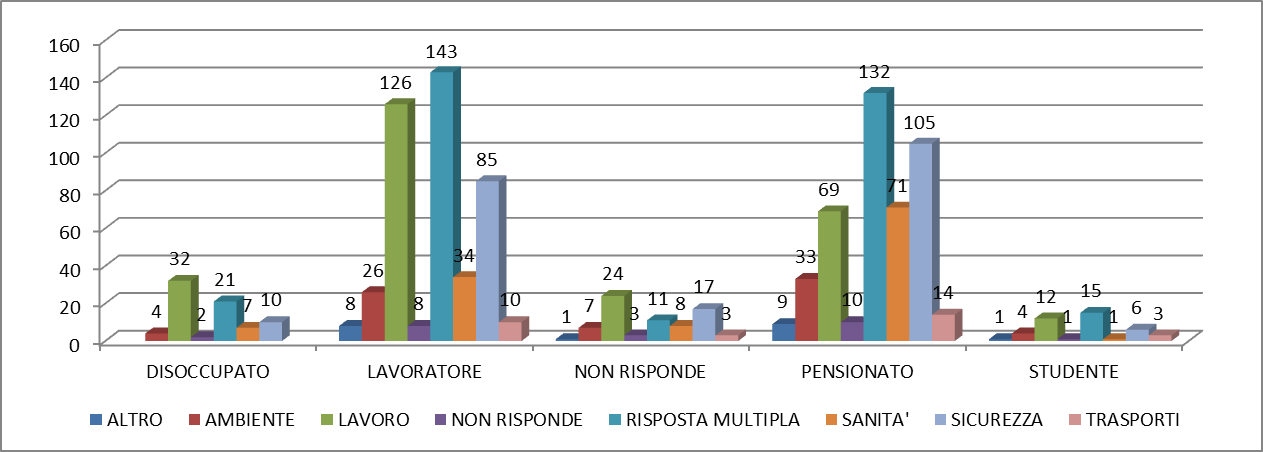 160
140
120
100
80
60
40
20
0
4 32 2 21 7 10
8 26 126 8 143 34 85 10
1 7 24 3 11 8 17 3
9 33 69 10 132 71 105 14
1 4 12 1 15 1 6 3
DISOCCUPATO LAVORATORE NON RISPONDE PENSIONATO STUDENTE
ALTRO AMBIENTE LAVORO NON RISPONDE RISPOSTA MULTIPLA SANITA' SICUREZZA TRASPORTI